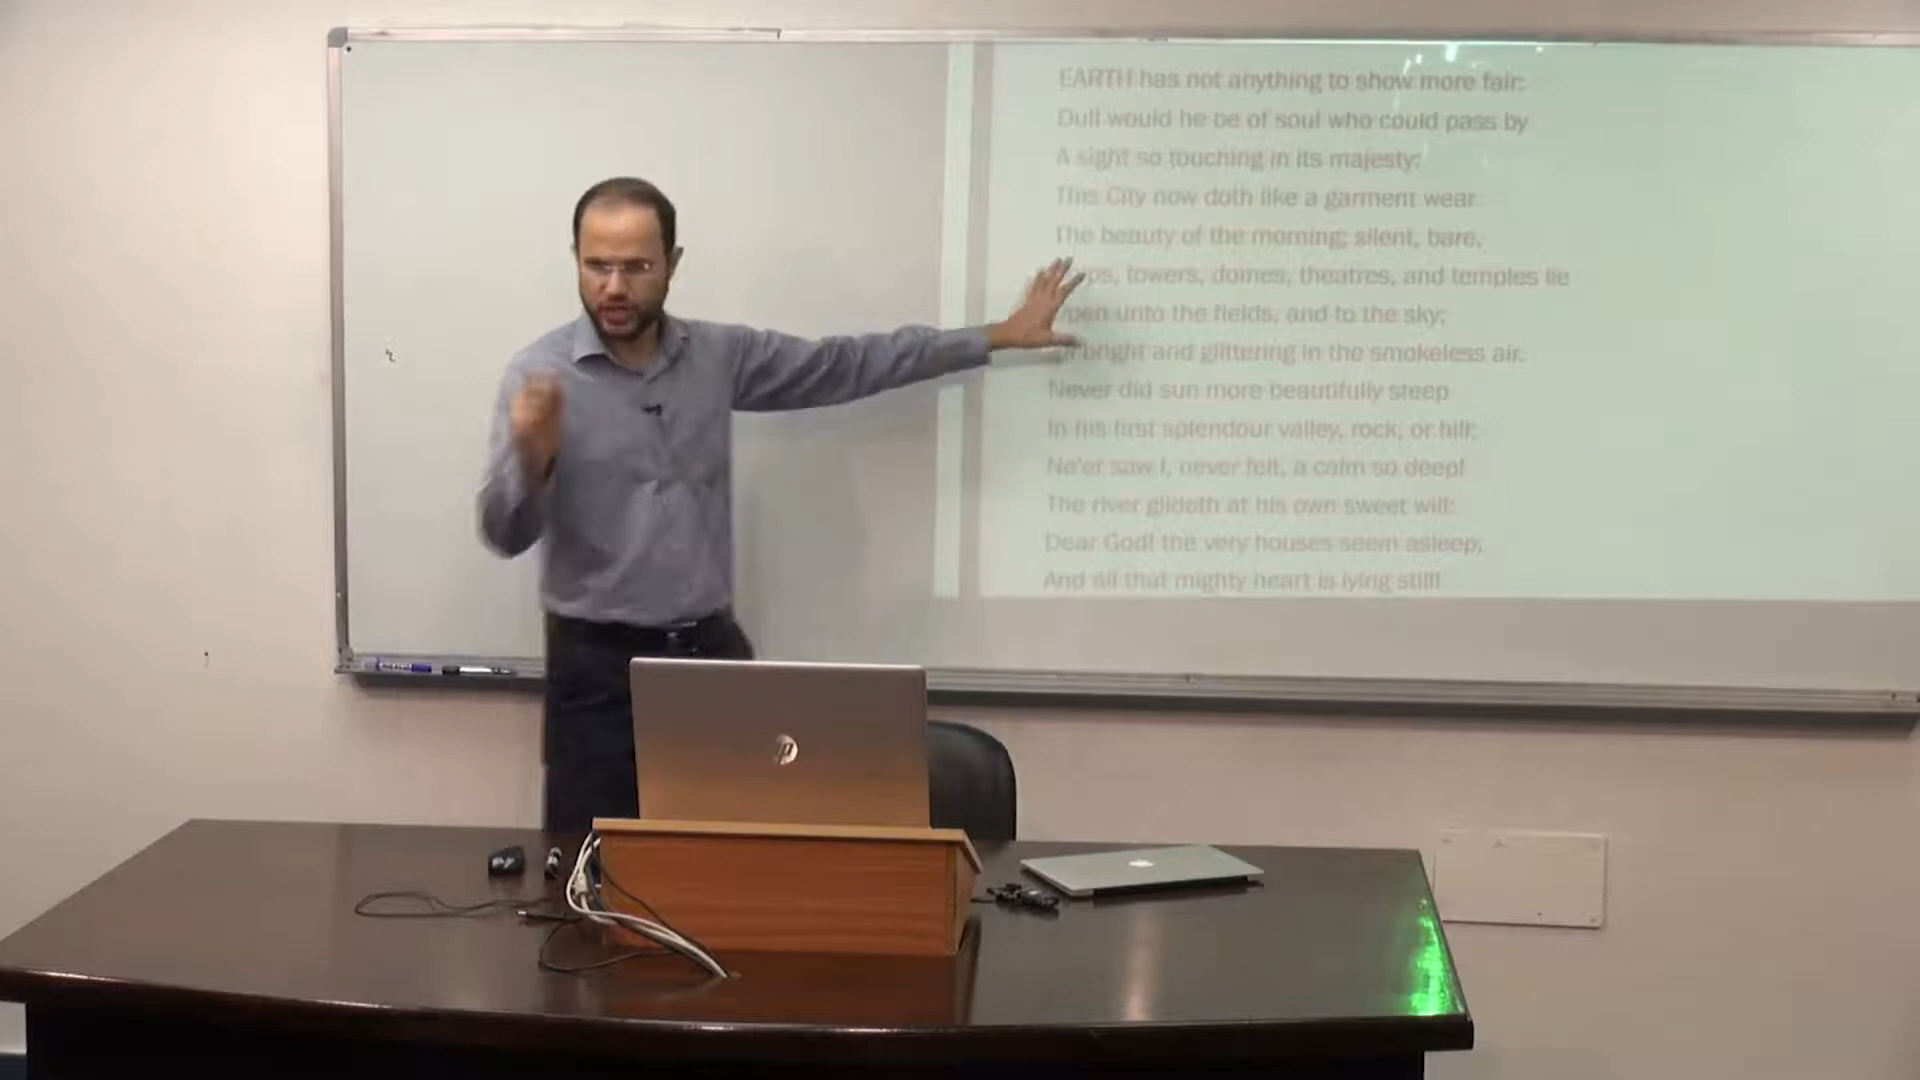 EARTH has not anything to show more fair:
Dull would he be of soul who could pass by
A sight so touching in its majesty:
This City now doth like a garment wear
The beauty of the morning; silent, bare,
towers, domes, theatres, and temples lie
Open unto the fields, and to the sky;
bright and glittering in the smokeless air.
Never did sun more beautifully steep
In his first splendour valley, rock, or hill;
Ne'er saw I, never felt, a calm so deep!
The river glideth at his own sweet will:
Dear God! the very houses seem asleep;
And all that mighty heart is lying still!
hp